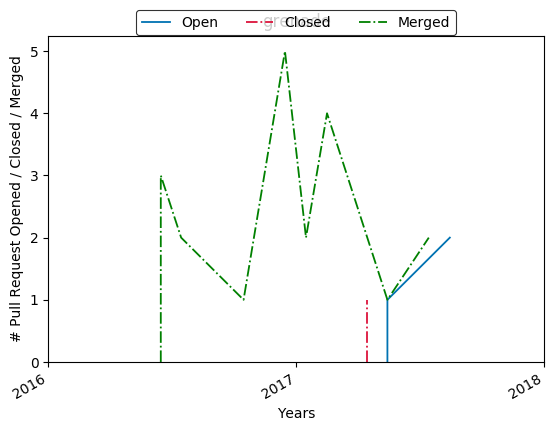 Open Closed Merged
# Pull Request Opened / Closed / Merged
5
4
3
2
1
0
2016 2017 2018
Years